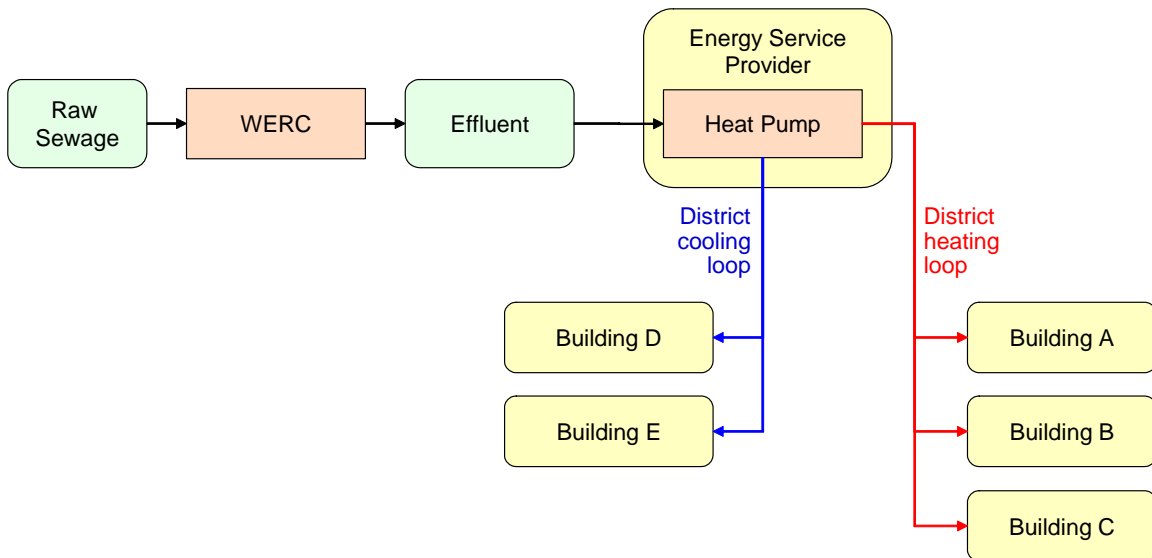 Energy Service
Provider
Raw
Sewage
WERC
Effluent
Heat Pump
District
cooling
loop
District
heating
loop
Building D
Building A
Building E
Building B
Building C